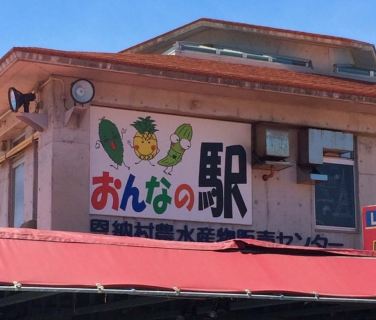 おんなの駅
恩納村農水産物販売センター